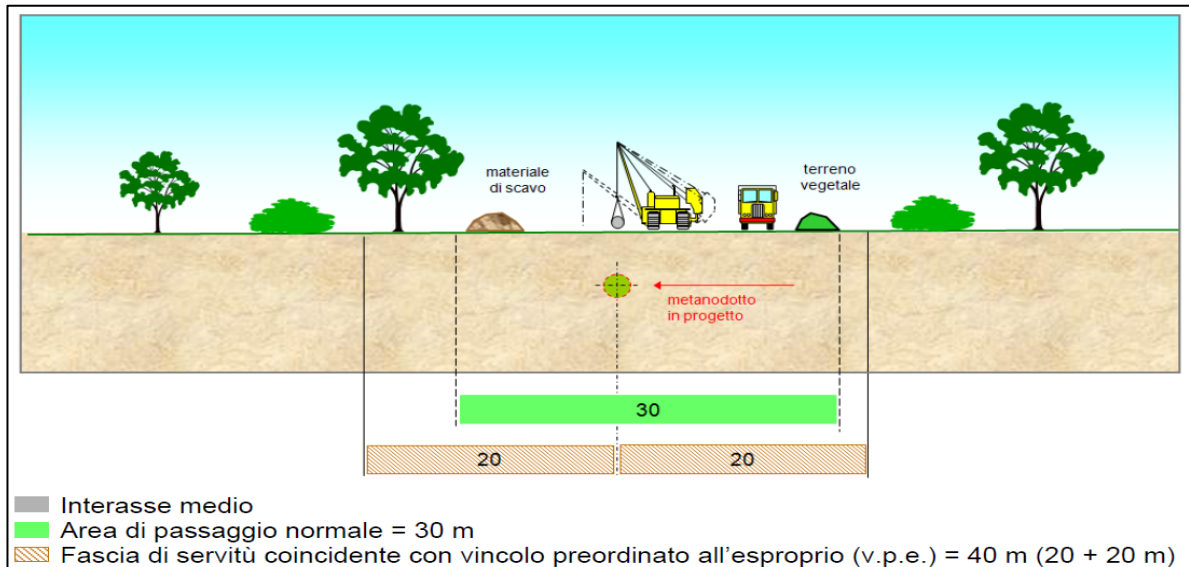 materiale
di scavo
terreno
vegetale
metanodotto
in progetto
30
20
20
Interasse medio
Area di passaggio normale = 30 m
Fascia di servitù coincidente con vincolo preordinato all'esproprio (v.p.e.) = 40 m (20 + 20 m)